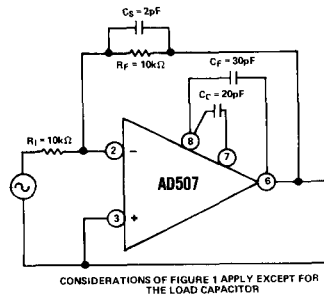 CS = 2pF
RF = 10kΩ
CF = 30pF
CC = 20pF
RI = 10kΩ
8
7
2
−
AD507
6
3
+
CONSIDERATIONS OF FIGURE 1 APPLY EXCEPT FOR
THE LOAD CAPACITOR